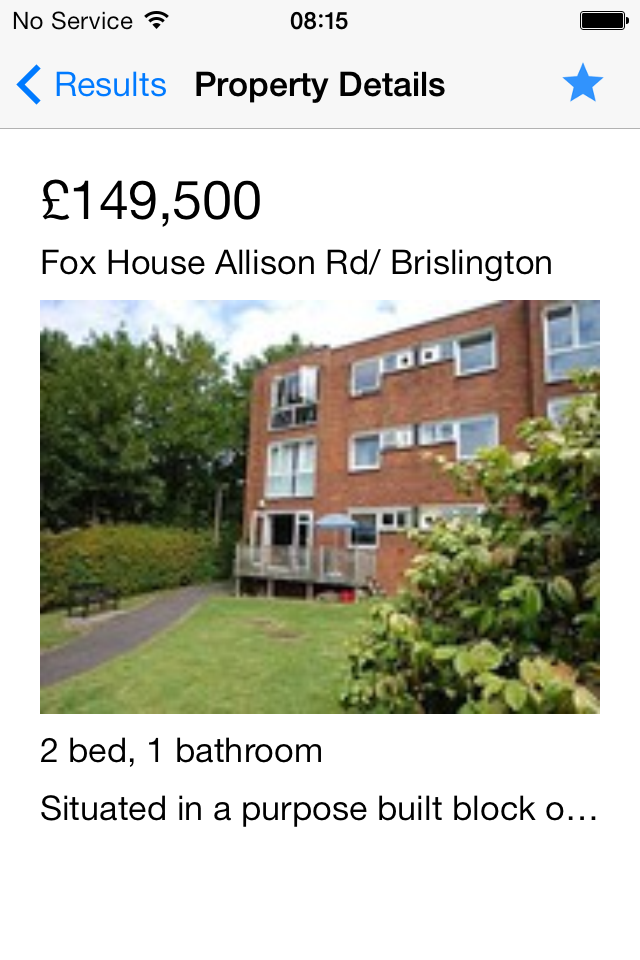 No Service 08:15
Results Property Details
£149,500
Fox House Allison Rd/ Brislington
2 bed, 1 bathroom
Situated in a purpose built block o…